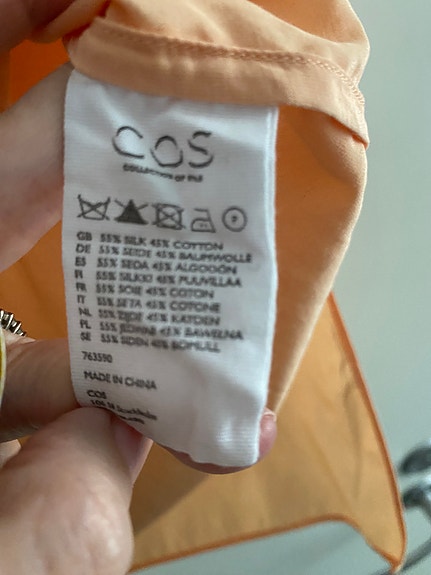 COS
COLLECTION OF STYLE
GB 55% SILK 45% COTTON
DE 55% SEIDE 45% BAUMWOLLE
ES 55% SEDA 45% ALGODÓN
FI 55% SILKKI 45% PUUVILLAA
FR 55% SOIE 45% COTON
IT 55% SETA 45% COTONE
NL 55% ZIJDE 45% KATOEN
PL 55% JEDWAB 45% BAWEŁNA
SE 55% SIDEN 45% BOMULL
763590
MADE IN CHINA
COS
Stockholm